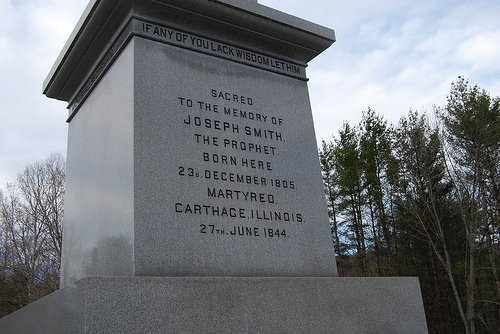 IF ANY OF YOU LACK WISDOM LET HIM
SACRED
TO THE MEMORY OF
JOSEPH SMITH.
THE PROPHET.
BORN HERE
23D. DECEMBER 1805.
MARTYRED.
CARTHAGE, ILLINOIS,
27TH. JUNE 1844.